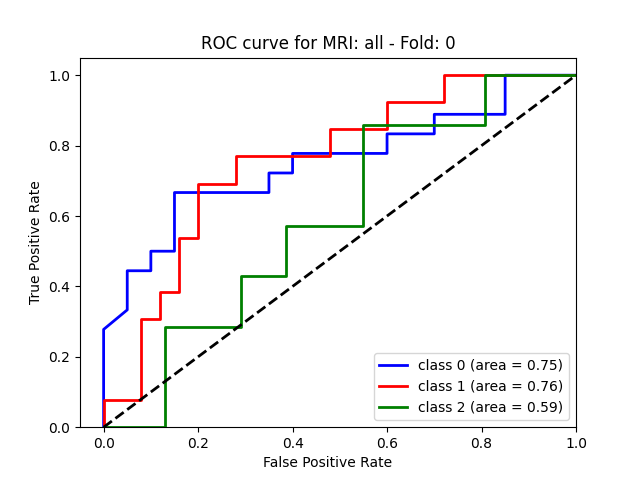 ROC curve for MRI: all - Fold: 0
True Positive Rate
1.0
0.8
0.6
0.4
0.2
0.0
class 0 (area = 0.75)
class 1 (area = 0.76)
class 2 (area = 0.59)
0.0 0.2 0.4 0.6 0.8 1.0
False Positive Rate